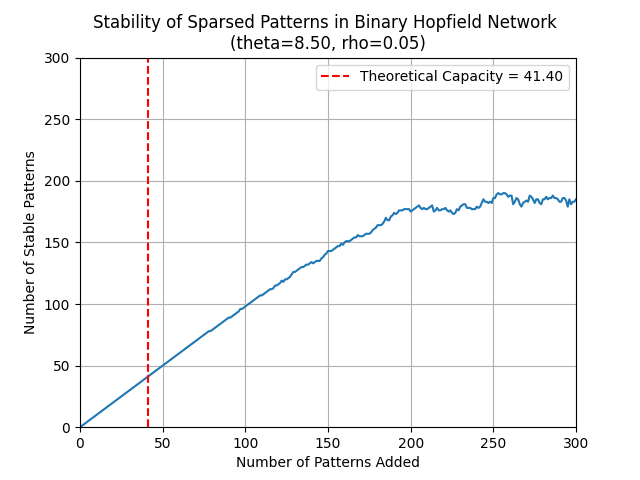 Stability of Sparsed Patterns in Binary Hopfield Network
(theta=8.50, rho=0.05)
Theoretical Capacity = 41.40
Number of Stable Patterns
300
250
200
150
100
50
0
0 50 100 150 200 250 300
Number of Patterns Added